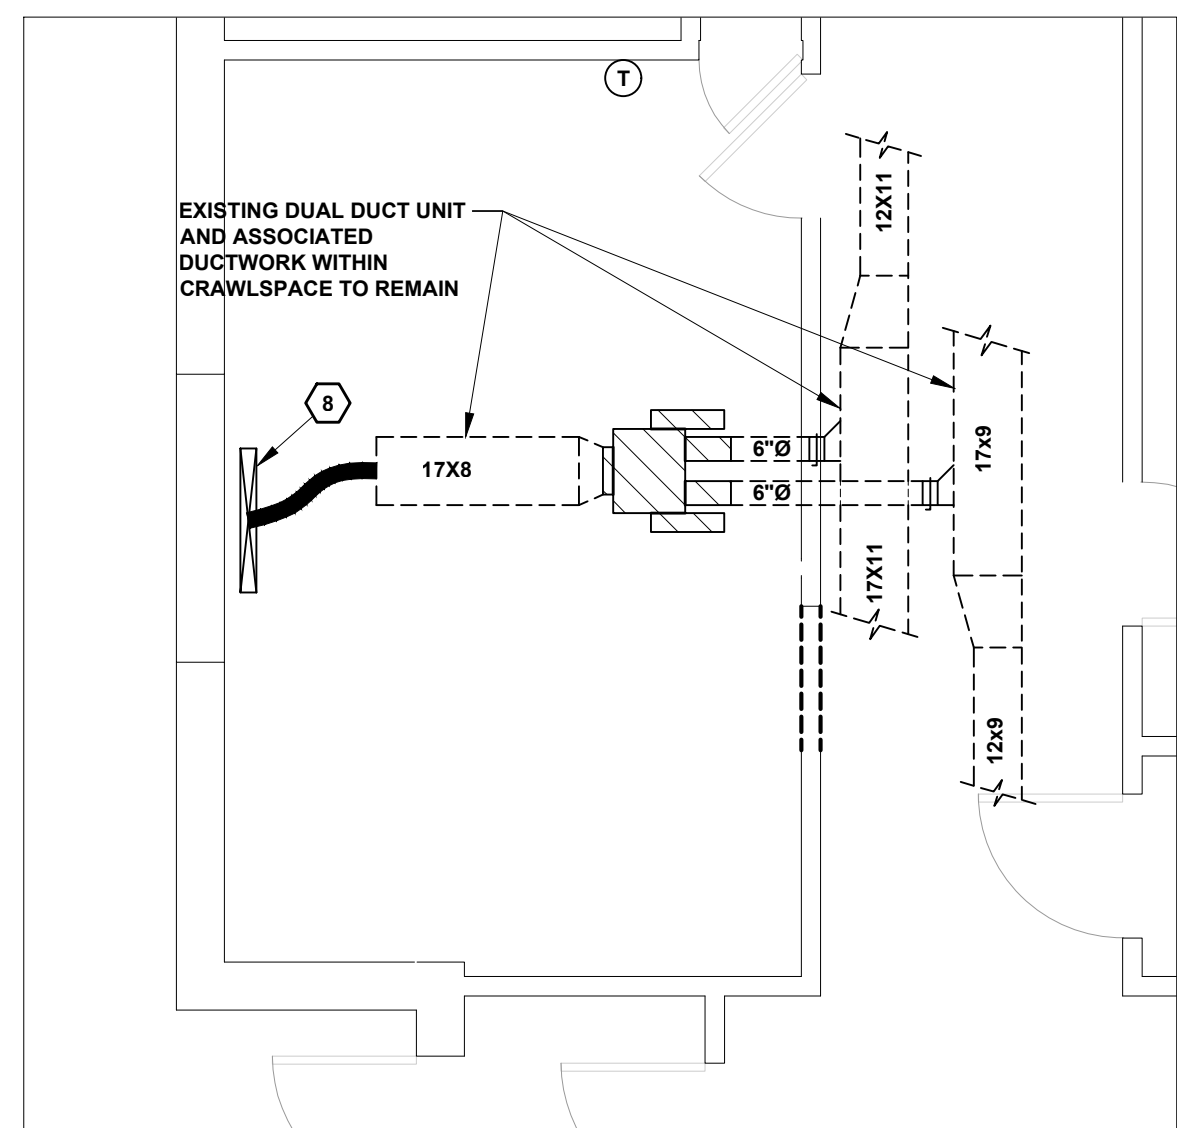 T
12X11
EXISTING DUAL DUCT UNIT
AND ASSOCIATED
DUCTWORK WITHIN
CRAWLSPACE TO REMAIN
8
17X8
6"Ø
6"Ø
17x9
17X11
12x9